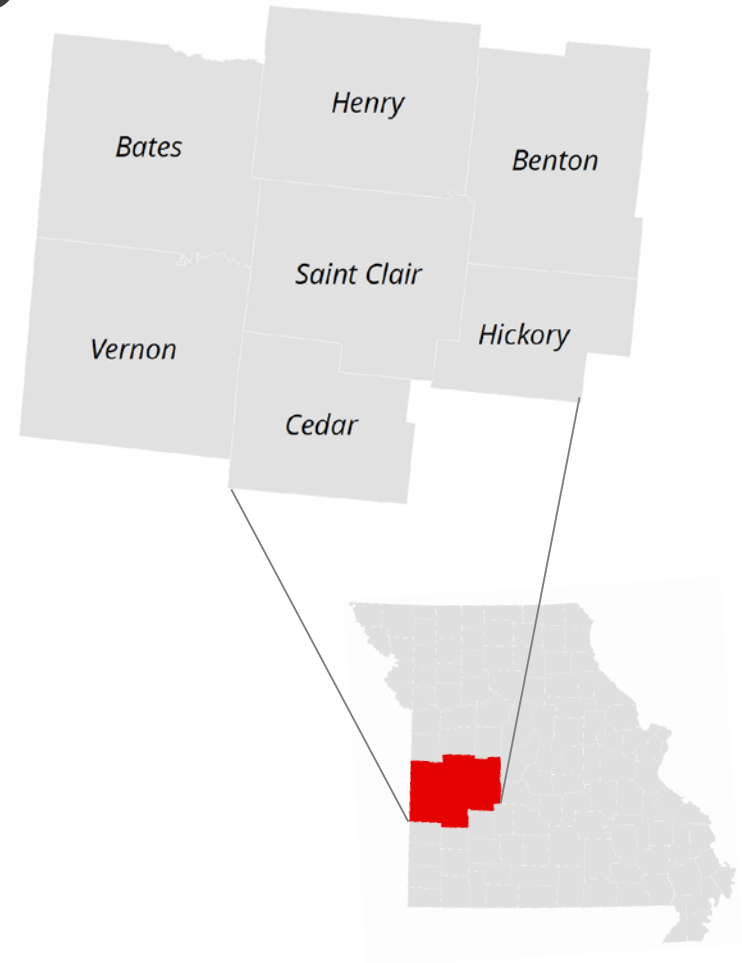 Henry
Bates
Benton
Saint Clair
Hickory
Vernon
Cedar